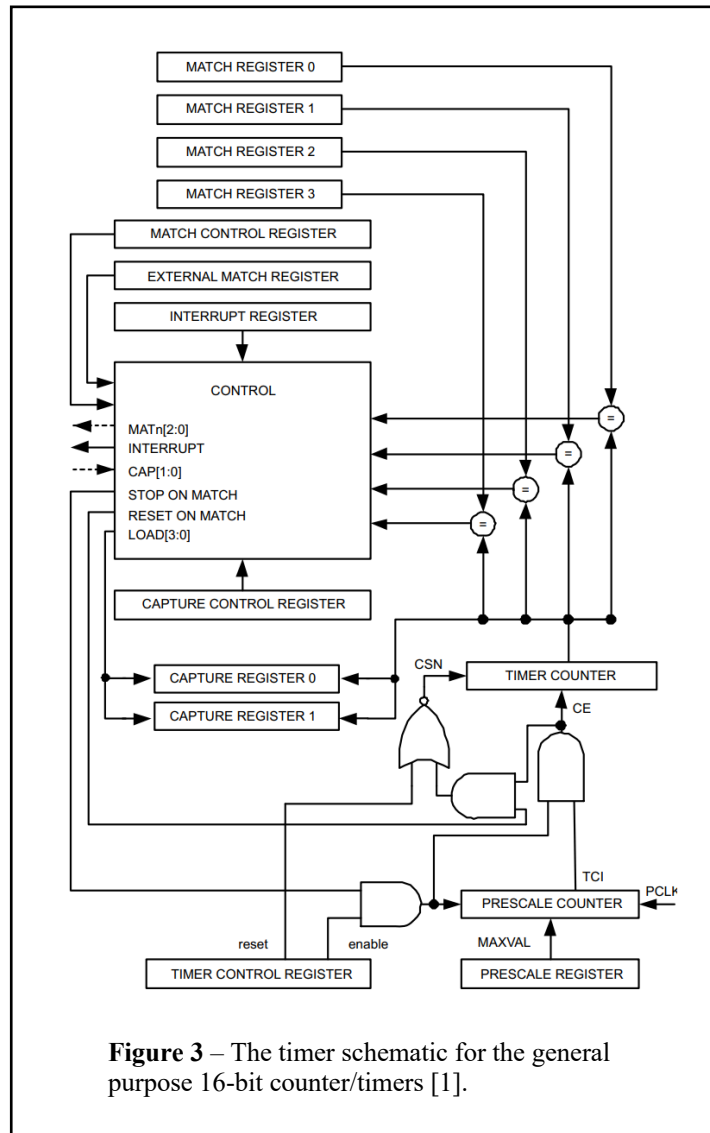 MATCH REGISTER 0
MATCH REGISTER 1
MATCH REGISTER 2
MATCH REGISTER 3
MATCH CONTROL REGISTER
EXTERNAL MATCH REGISTER
INTERRUPT REGISTER
CONTROL
=
MATn[2:0]
INTERRUPT
=
CAP[1:0]
STOP ON MATCH
=
RESET ON MATCH
=
LOAD[3:0]
CAPTURE CONTROL REGISTER
CSN
CAPTURE REGISTER 0
TIMER COUNTER
CE
CAPTURE REGISTER 1
TCI
PCLK
PRESCALE COUNTER
reset
enable
MAXVAL
TIMER CONTROL REGISTER
PRESCALE REGISTER
Figure 3 – The timer schematic for the general
purpose 16-bit counter/timers [1].